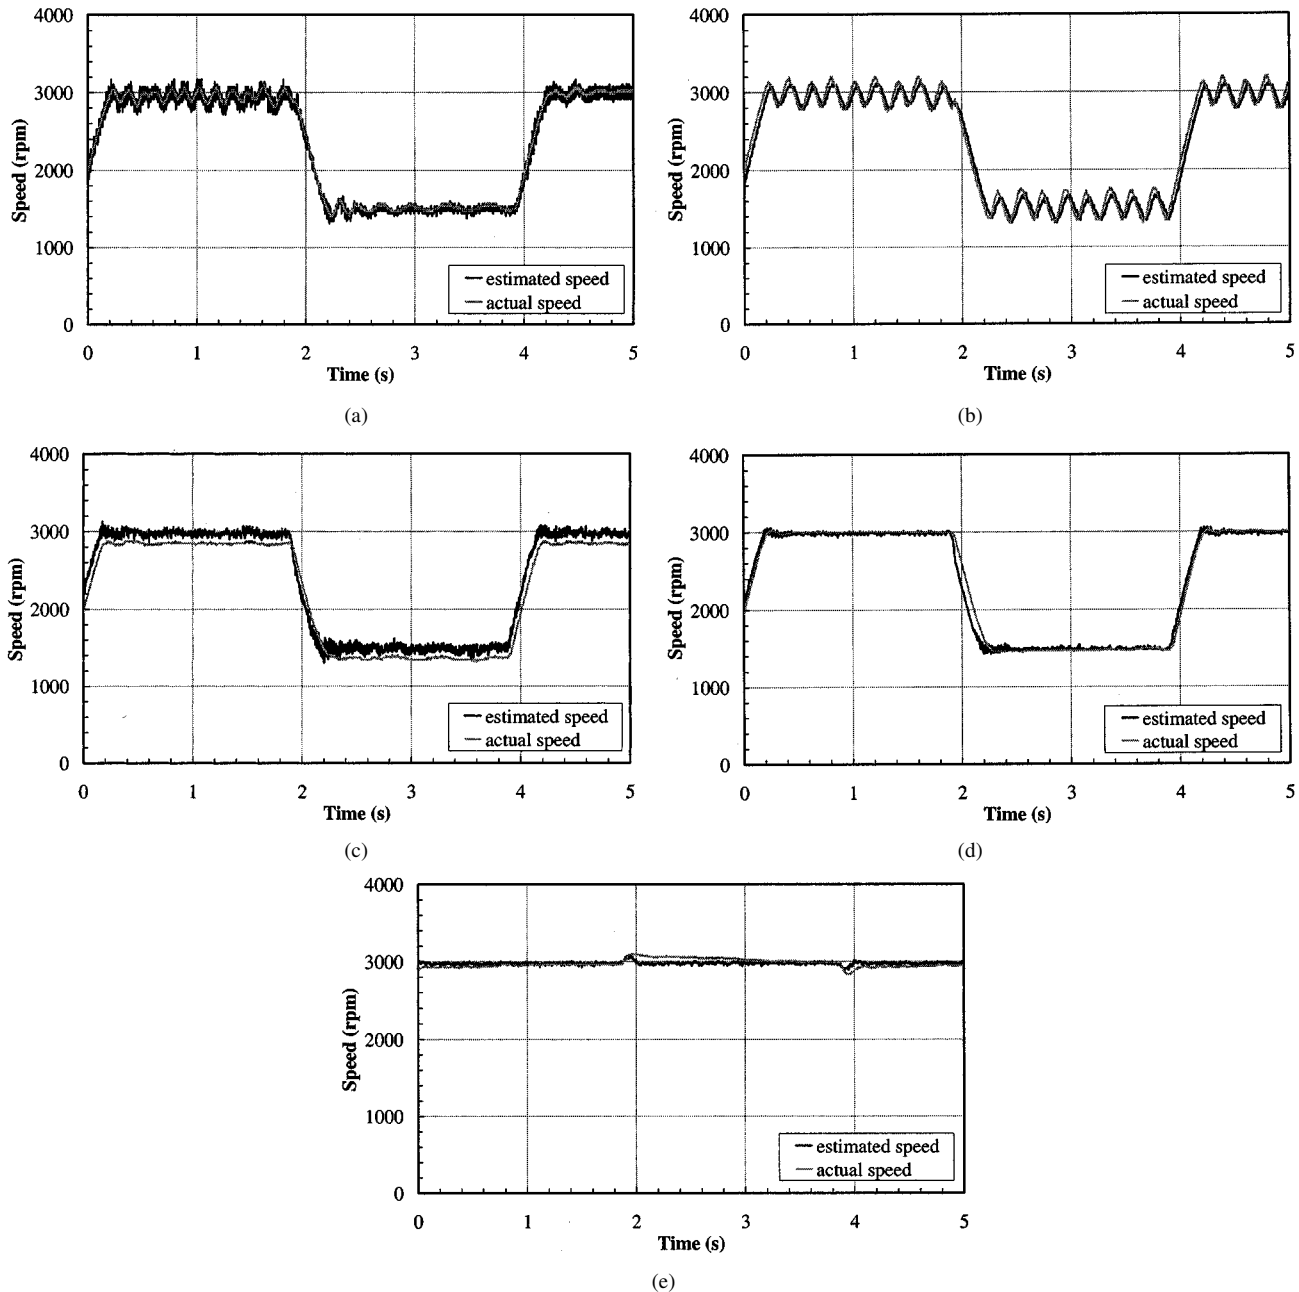 4000
3000
2000
1000
0
Speed (rpm)
estimated speed
actual speed
0 1 2 3 4 5
Time (s)
(a)
4000
3000
2000
1000
0
Speed (rpm)
estimated speed
actual speed
0 1 2 3 4 5
Time (s)
(b)
4000
3000
2000
1000
0
Speed (rpm)
estimated speed
actual speed
0 1 2 3 4 5
Time (s)
(c)
4000
3000
2000
1000
0
Speed (rpm)
estimated speed
actual speed
0 1 2 3 4 5
Time (s)
(d)
4000
3000
2000
1000
0
Speed (rpm)
estimated speed
actual speed
0 1 2 3 4 5
Time (s)
(e)